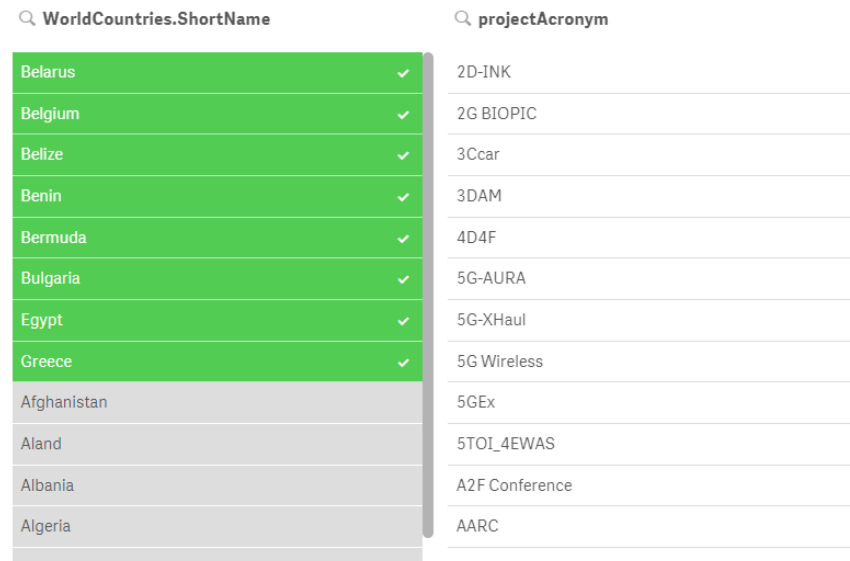 WorldCountries.ShortName
Belarus
Belgium
Belize
Benin
Bermuda
Bulgaria
Egypt
Greece
Afghanistan
Aland
Albania
Algeria
projectAcronym
2D-INK
2G BIOPIC
3Ccar
3DAM
4D4F
5G-AURA
5G-XHaul
5G Wireless
5GEx
5TOI_4EWAS
A2F Conference
AARC